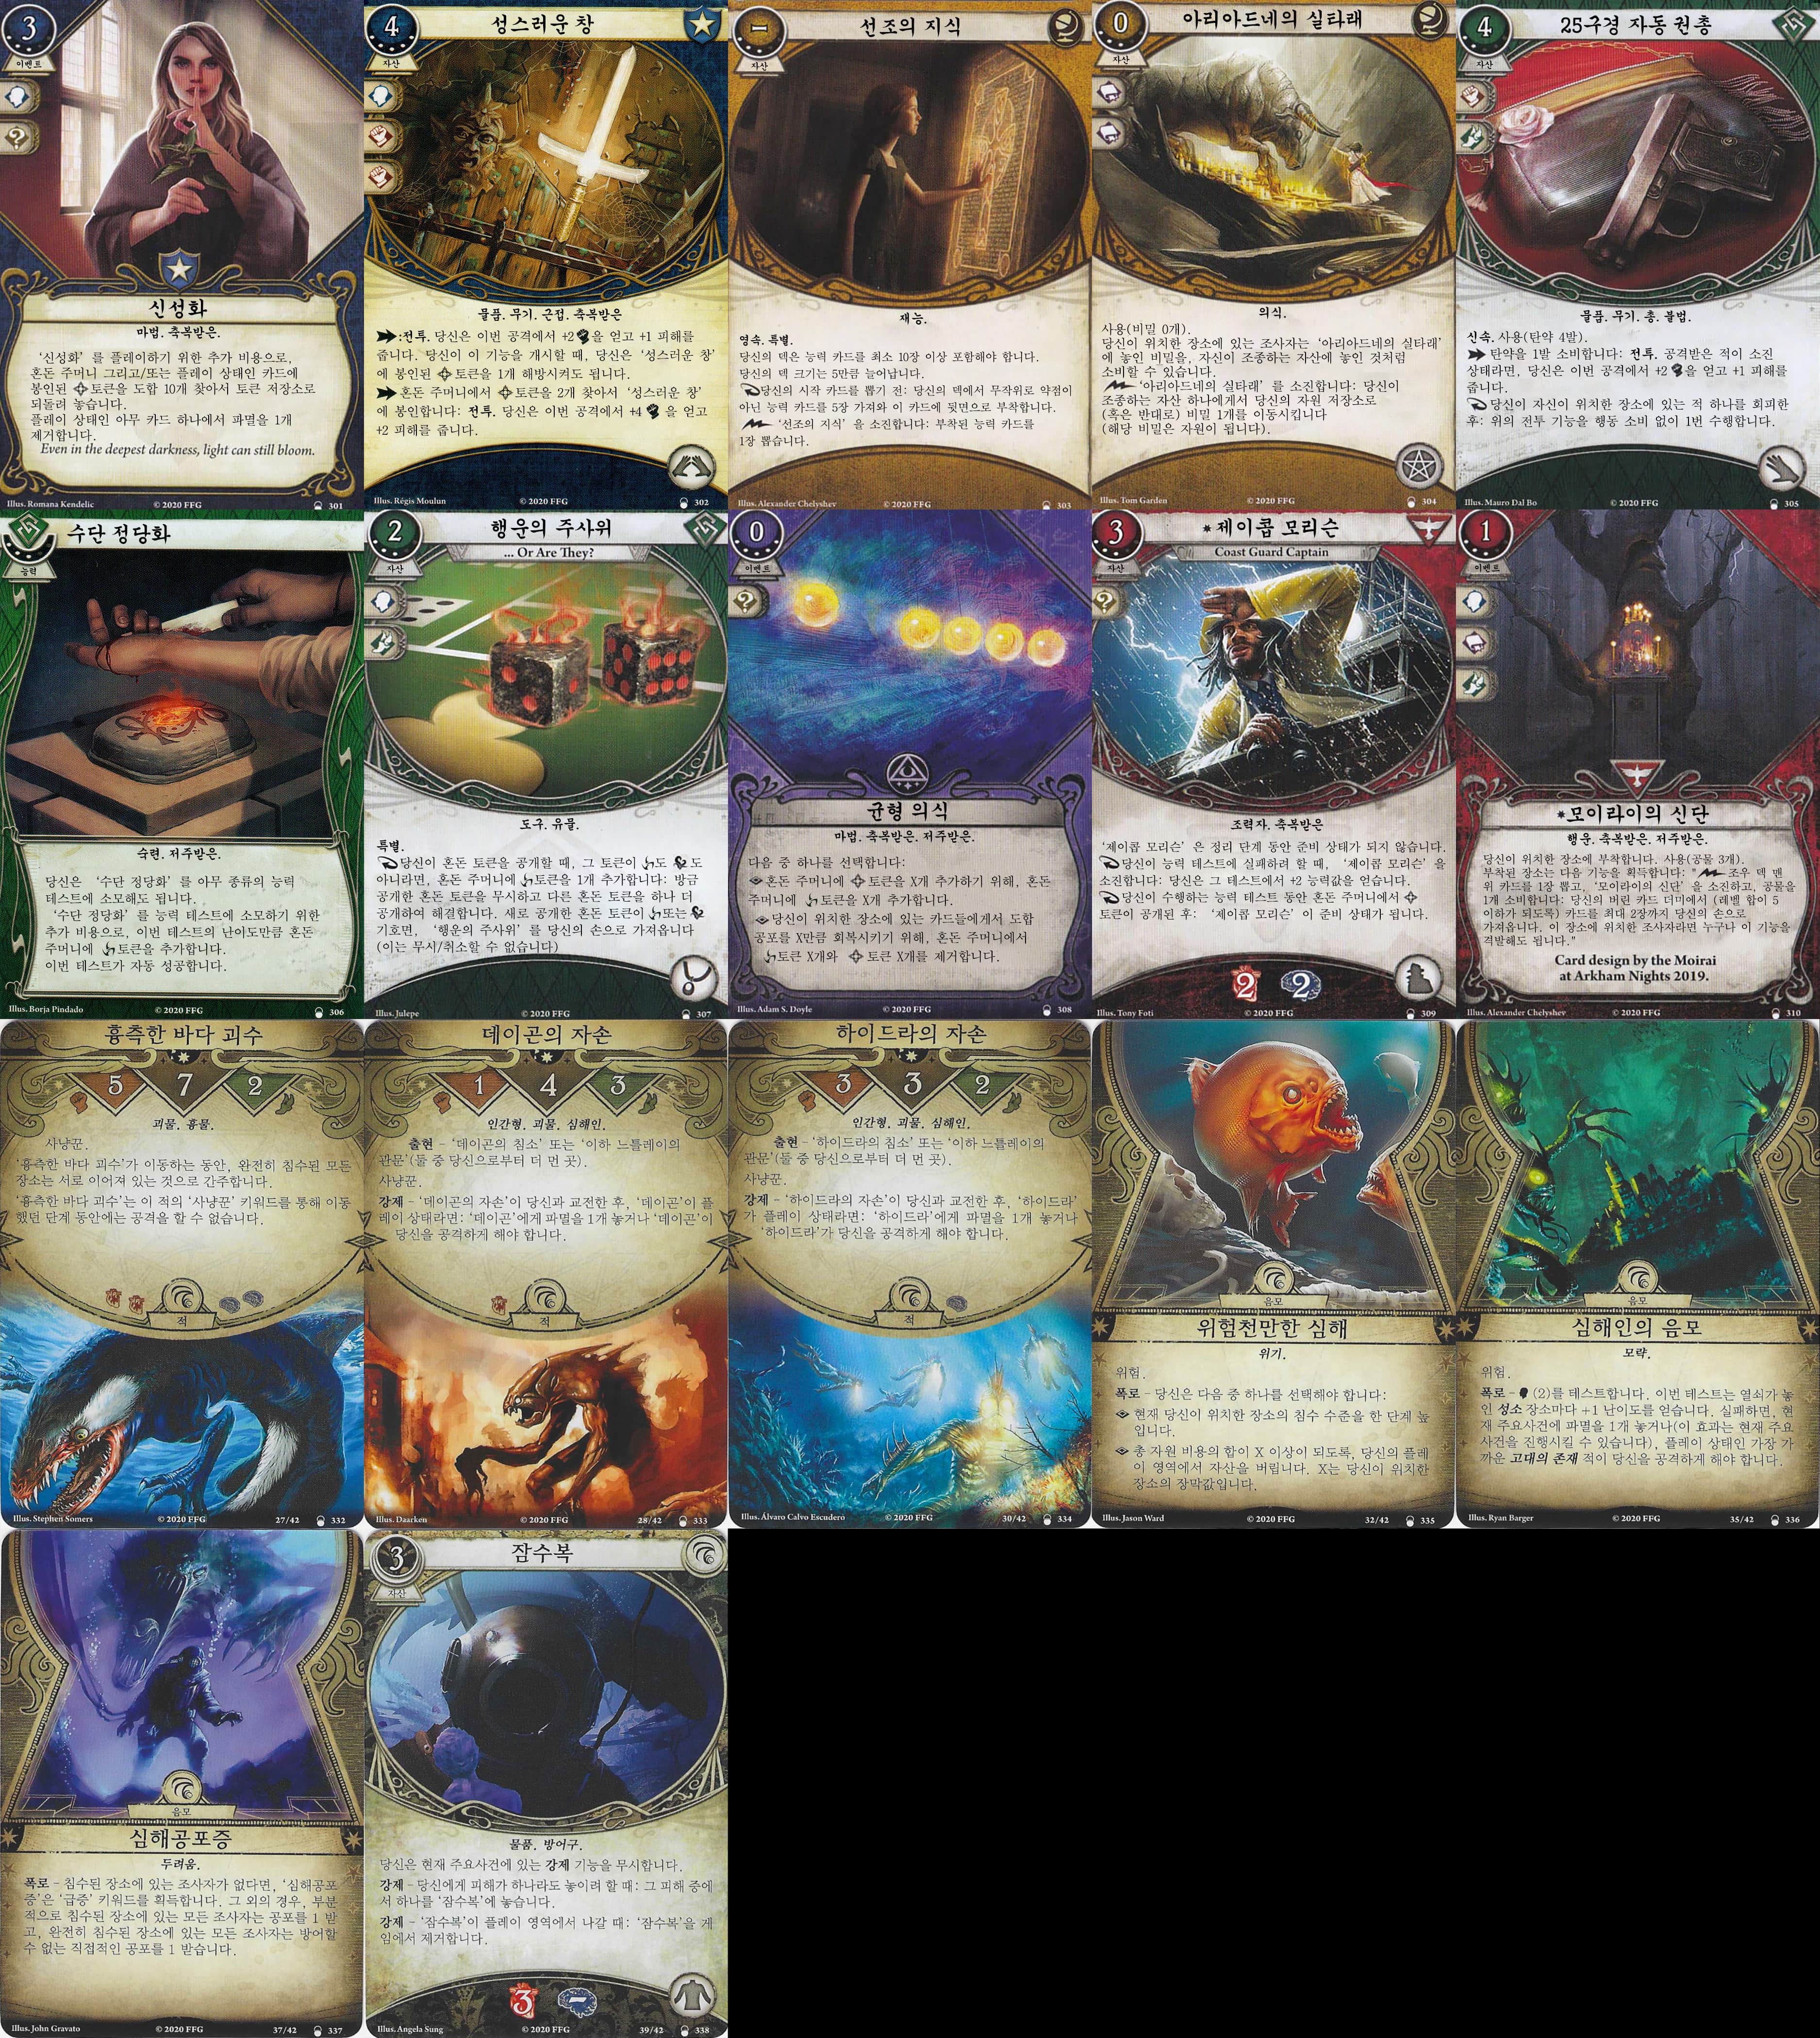 3
이벤트
신성화
마법. 축복받은.
'신성화' 를 플레이하기 위한 추가 비용으로,
혼돈 주머니 그리고/또는 플레이 상태인 카드에
봉인된 토큰을 도합 10개 찾아서 토큰 저장소로
되돌려 놓습니다.
플레이 상태인 아무 카드 하나에서 파멸을 1개
제거합니다.
Even in the deepest darkness, light can still bloom.
Illus. Romana Kendelic © 2020 FFG 301
4
자산
성스러운 창
물품. 무기. 근접. 축복받은
:전투. 당신은 이번 공격에서 +2 을 얻고 +1 피해를
줍니다. 당신이 이 기능을 개시할 때, 당신은 '성스러운 창'
에 봉인된 토큰을 1개 해방시켜도 됩니다.
혼돈 주머니에서 토큰을 2개 찾아서 '성스러운 창'
에 봉인합니다: 전투. 당신은 이번 공격에서 +4 을 얻고
+2 피해를 줍니다.
Illus. Régis Moulun © 2020 FFG 302
–
자산
선조의 지식
재능.
영속. 특별.
당신의 덱은 능력 카드를 최소 10장 이상 포함해야 합니다.
당신의 덱 크기는 5만큼 늘어납니다.
당신의 시작 카드를 뽑기 전: 당신의 덱에서 무작위로 약점이
아닌 능력 카드를 5장 가져와 이 카드에 뒷면으로 부착합니다.
'선조의 지식' 을 소진합니다: 부착된 능력 카드를
1장 뽑습니다.
Illus. Alexander Chelyshev © 2020 FFG 303
0
자산
아리아드네의 실타래
의식.
사용(비밀 0개).
당신이 위치한 장소에 있는 조사자는 '아리아드네의 실타래'
에 놓인 비밀을, 자신이 조종하는 자산에 놓인 것처럼
소비할 수 있습니다.
'아리아드네의 실타래' 를 소진합니다: 당신이
조종하는 자산 하나에게서 당신의 자원 저장소로
(혹은 반대로) 비밀 1개를 이동시킵니다
(해당 비밀은 자원이 됩니다).
Illus. Tom Garden © 2020 FFG 304
4
자산
25구경 자동 권총
물품. 무기. 총. 불법.
신속. 사용(탄약 4발).
탄약을 1발 소비합니다: 전투. 공격받은 적이 소진
상태라면, 당신은 이번 공격에서 +2 을 얻고 +1 피해를
줍니다.
당신이 자신이 위치한 장소에 있는 적 하나를 회피한
후: 위의 전투 기능을 행동 소비 없이 1번 수행합니다.
Illus. Mauro Dal Bo © 2020 FFG 305
능력
수단 정당화
숙련. 저주받은.
당신은 '수단 정당화' 를 아무 종류의 능력
테스트에 소모해도 됩니다.
'수단 정당화' 를 능력 테스트에 소모하기 위한
추가 비용으로, 이번 테스트의 난이도만큼 혼돈
주머니에 토큰을 추가합니다.
이번 테스트가 자동 성공합니다.
Illus. Borja Pindado © 2020 FFG 306
2
자산
행운의 주사위
... Or Are They?
도구. 유물.
특별.
당신이 혼돈 토큰을 공개할 때, 그 토큰이 도 도
아니라면, 혼돈 주머니에 토큰을 1개 추가합니다: 방금
공개한 혼돈 토큰을 무시하고 다른 혼돈 토큰을 하나 더
공개하여 해결합니다. 새로 공개한 혼돈 토큰이 또는
기호면, '행운의 주사위' 를 당신의 손으로 가져옵니다
(이는 무시/취소할 수 없습니다)
Illus. Julepe © 2020 FFG 307
0
이벤트
균형 의식
마법. 축복받은. 저주받은.
다음 중 하나를 선택합니다:
혼돈 주머니에 토큰을 X개 추가하기 위해, 혼돈
주머니에 토큰을 X개 추가합니다.
당신이 위치한 장소에 있는 카드들에게서 도합
공포를 X만큼 회복시키기 위해, 혼돈 주머니에서
토큰 X개와 토큰 X개를 제거합니다.
Illus. Adam S. Doyle © 2020 FFG 308
3
자산
*제이콥 모리슨
Coast Guard Captain
조력자. 축복받은
'제이콥 모리슨' 은 정리 단계 동안 준비 상태가 되지 않습니다.
당신이 능력 테스트에 실패하려 할 때, '제이콥 모리슨' 을
소진합니다: 당신은 그 테스트에서 +2 능력값을 얻습니다.
당신이 수행하는 능력 테스트 동안 혼돈 주머니에서
토큰이 공개된 후: '제이콥 모리슨' 이 준비 상태가 됩니다.
2 2
Illus. Tony Foti © 2020 FFG 309
1
이벤트
*모이라이의 신단
행운. 축복받은. 저주받은.
당신이 위치한 장소에 부착합니다. 사용(공물 3개).
부착된 장소는 다음 기능을 획득합니다: " 조우 덱 맨
위 카드를 1장 뽑고, '모이라이의 신단' 을 소진하고, 공물을
1개 소비합니다: 당신의 버린 카드 더미에서 (레벨 합이 5
이하가 되도록) 카드를 최대 2장까지 당신의 손으로
가져옵니다. 이 장소에 위치한 조사자라면 누구나 이 기능을
격발해도 됩니다."
Card design by the Moirai
at Arkham Nights 2019.
Illus. Alexander Chelyshev © 2020 FFG 310
흉측한 바다 괴수
5 7 2
괴물. 흉물.
사냥꾼.
'흉측한 바다 괴수'가 이동하는 동안, 완전히 침수된 모든
장소는 서로 이어져 있는 것으로 간주합니다.
'흉측한 바다 괴수'는 이 적의 '사냥꾼' 키워드를 통해 이동
했던 단계 동안에는 공격을 할 수 없습니다.
적
Illus. Stephen Somers © 2020 FFG 27/42 332
데이곤의 자손
1 4 3
인간형. 괴물. 심해인.
출현 – '데이곤의 침소' 또는 '이하 느틀레이의
관문'(둘 중 당신으로부터 더 먼 곳).
사냥꾼.
강제 – '데이곤의 자손'이 당신과 교전한 후, '데이곤'이 플
레이 상태라면: '데이곤'에게 파멸을 1개 놓거나 '데이곤'이
당신을 공격하게 해야 합니다.
적
Illus. Daarken © 2020 FFG 28/42 333
하이드라의 자손
3 3 2
인간형. 괴물. 심해인.
출현 – '하이드라의 침소' 또는 '이하 느틀레이의
관문'(둘 중 당신으로부터 더 먼 곳).
사냥꾼.
강제 – '하이드라의 자손'이 당신과 교전한 후, '하이드라'
가 플레이 상태라면: '하이드라'에게 파멸을 1개 놓거나
'하이드라'가 당신을 공격하게 해야 합니다.
적
Illus. Álvaro Calvo Escudero © 2020 FFG 30/42 334
음모
위험천만한 심해
위기.
위험.
폭로 – 당신은 다음 중 하나를 선택해야 합니다:
현재 당신이 위치한 장소의 침수 수준을 한 단계 높
입니다.
총 자원 비용의 합이 X 이상이 되도록, 당신의 플레
이 영역에서 자산을 버립니다. X는 당신이 위치한
장소의 장막값입니다.
Illus. Jason Ward © 2020 FFG 32/42 335
음모
심해인의 음모
모략.
위험.
폭로 – (2)를 테스트합니다. 이번 테스트는 열쇠가 놓
인 성소 장소마다 +1 난이도를 얻습니다. 실패하면, 현
재 주요사건에 파멸을 1개 놓거나(이 효과는 현재 주요
사건을 진행시킬 수 있습니다), 플레이 상태인 가장 가
까운 고대의 존재 적이 당신을 공격하게 해야 합니다.
Illus. Ryan Barger © 2020 FFG 35/42 336
음모
심해공포증
두려움.
폭로 – 침수된 장소에 있는 조사자가 없다면, '심해공포
증'은 '급증' 키워드를 획득합니다. 그 외의 경우, 부분
적으로 침수된 장소에 있는 모든 조사자는 공포를 1 받
고, 완전히 침수된 장소에 있는 모든 조사자는 방어할
수 없는 직접적인 공포를 1 받습니다.
Illus. John Gravato © 2020 FFG 37/42 337
3
자산
잠수복
물품. 방어구.
당신은 현재 주요사건에 있는 강제 기능을 무시합니다.
강제 – 당신에게 피해가 하나라도 놓이려 할 때: 그 피해 중에
서 하나를 '잠수복'에 놓습니다.
강제 – '잠수복'이 플레이 영역에서 나갈 때: '잠수복'을 게
임에서 제거합니다.
3 –
Illus. Angela Sung © 2020 FFG 39/42 338